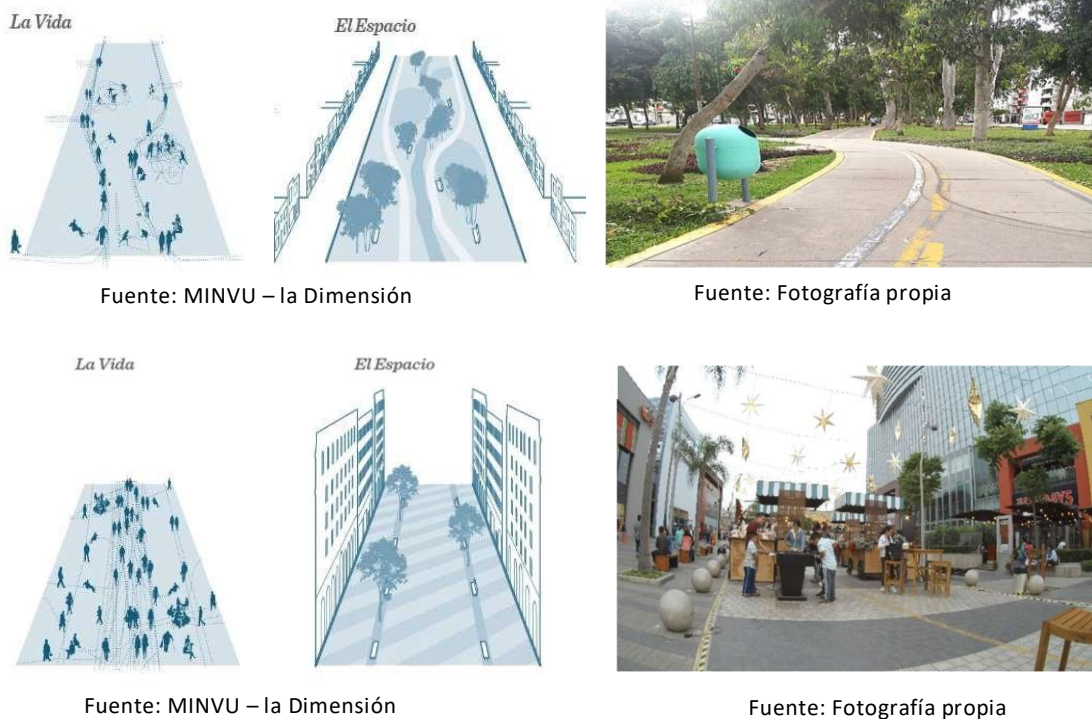 La Vida
El Espacio
Fuente: MINVU – la Dimensión
Fuente: Fotografía propia
La Vida
El Espacio
Fuente: MINVU – la Dimensión
Fuente: Fotografía propia